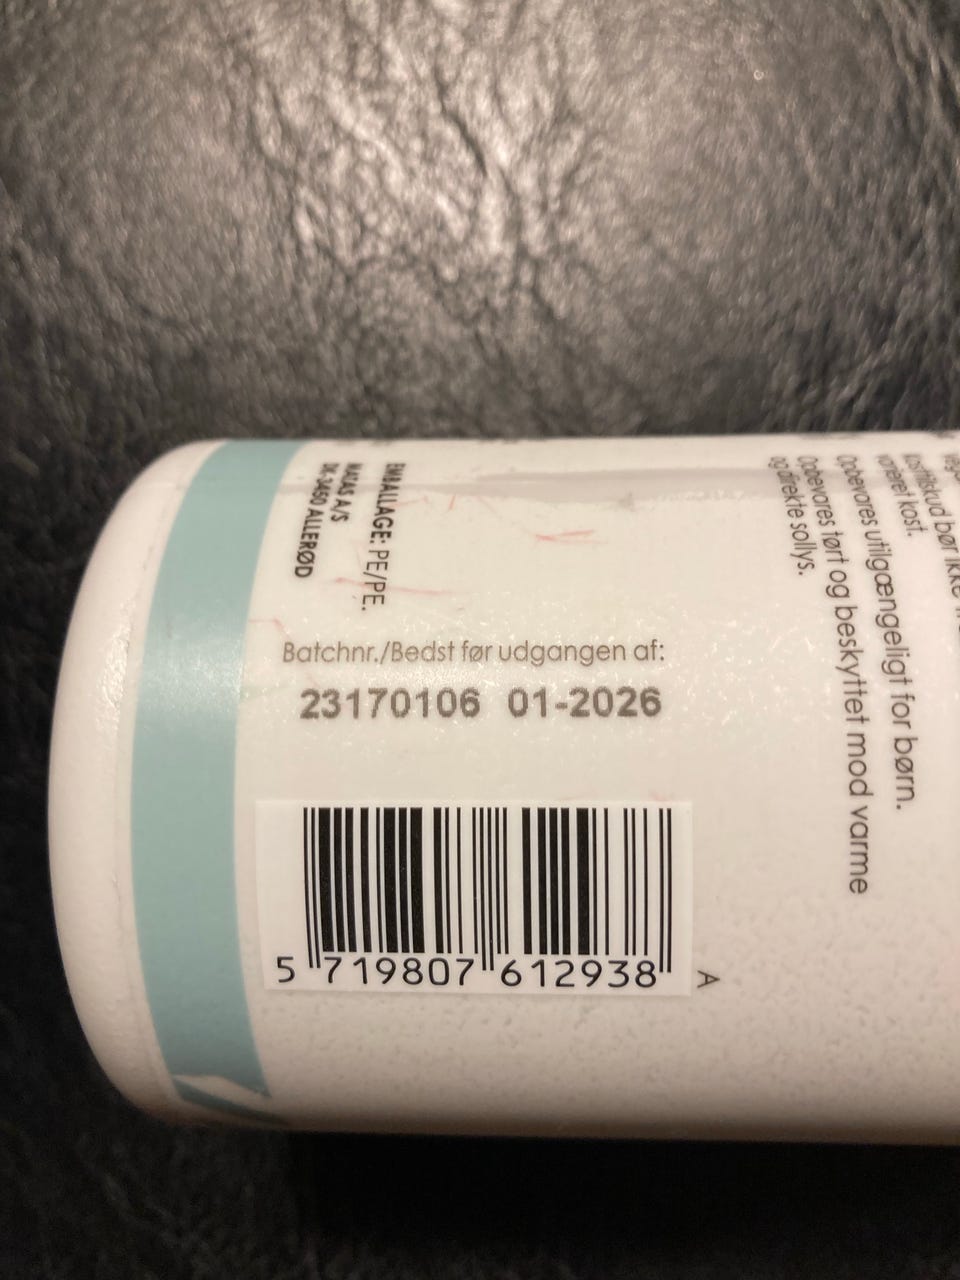 kosttilskud bør ikke
varieret kost.
Opbevares utilgængeligt for børn.
Opbevares tørt og beskyttet mod varme
og direkte sollys.
EMBALLAGE: PE/PE.
MATAS A/S
DK-3450 ALLERØD
Batchnr./Bedst før udgangen af:
23170106 01-2026
5 719807 612938
A